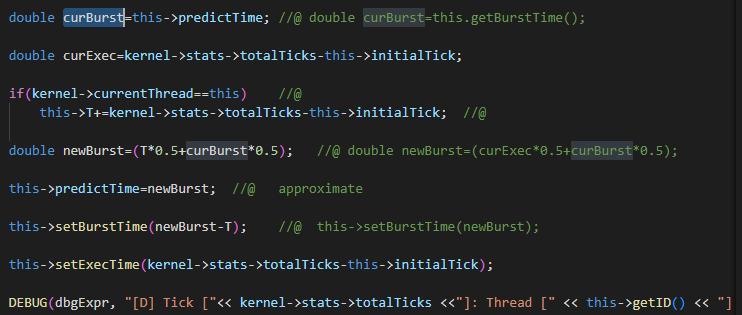 double curBurst=this->predictTime; //@ double curBurst=this.getBurstTime();
double curExec=kernel->stats->totalTicks-this->initialTick;
if(kernel->currentThread==this) //@
this->T+=kernel->stats->totalTicks-this->initialTick; //@
double newBurst=(T*0.5+curBurst*0.5); //@ double newBurst=(curExec*0.5+curBurst*0.5);
this->predictTime=newBurst; //@ approximate
this->setBurstTime(newBurst-T); //@ this->setBurstTime(newBurst);
this->setExecTime(kernel->stats->totalTicks-this->initialTick);
DEBUG(dbgExpr, "[D] Tick ["<< kernel->stats->totalTicks <<"]: Thread [" << this->getID() << "]